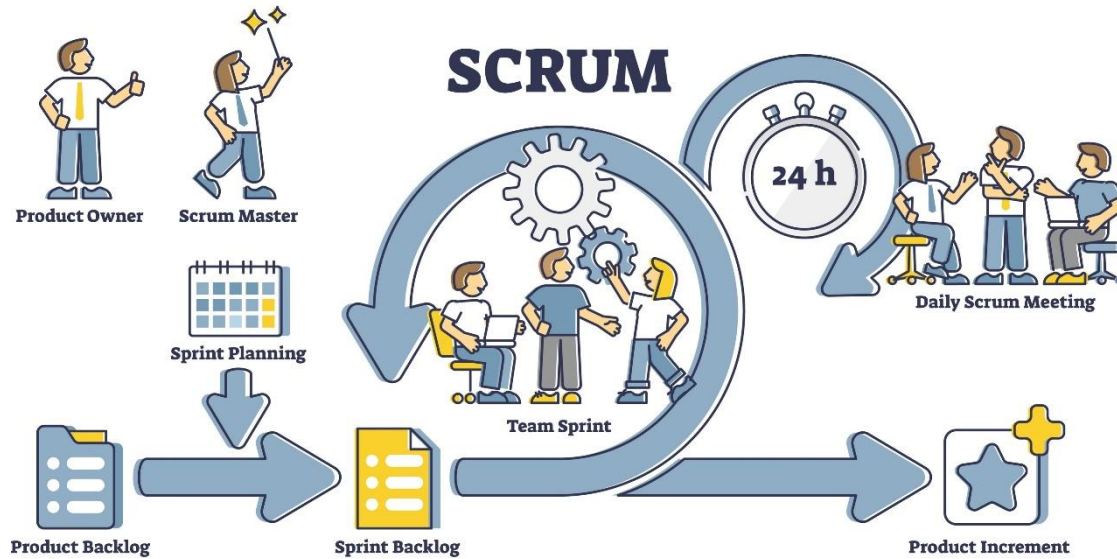 SCRUM
Product Owner
Scrum Master
24 h
Daily Scrum Meeting
Sprint Planning
Team Sprint
Product Backlog
Sprint Backlog
Product Increment